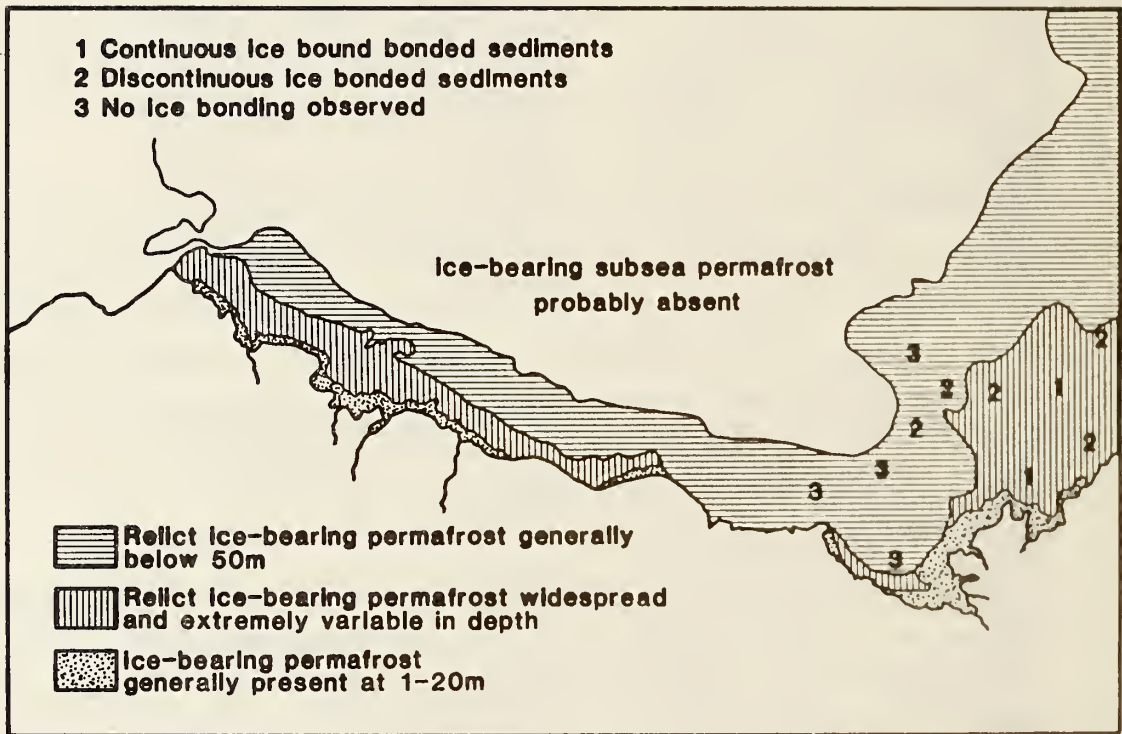 1 Continuous ice bound bonded sediments
2 Discontinuous ice bonded sediments
3 No ice bonding observed
Ice-bearing subsea permafrost
probably absent
2
3
2
2
1
2
2
3
3
1
3
Relict ice-bearing permafrost generally
below 50m
Relict ice-bearing permafrost widespread
and extremely variable in depth
Ice-bearing permafrost
generally present at 1-20m